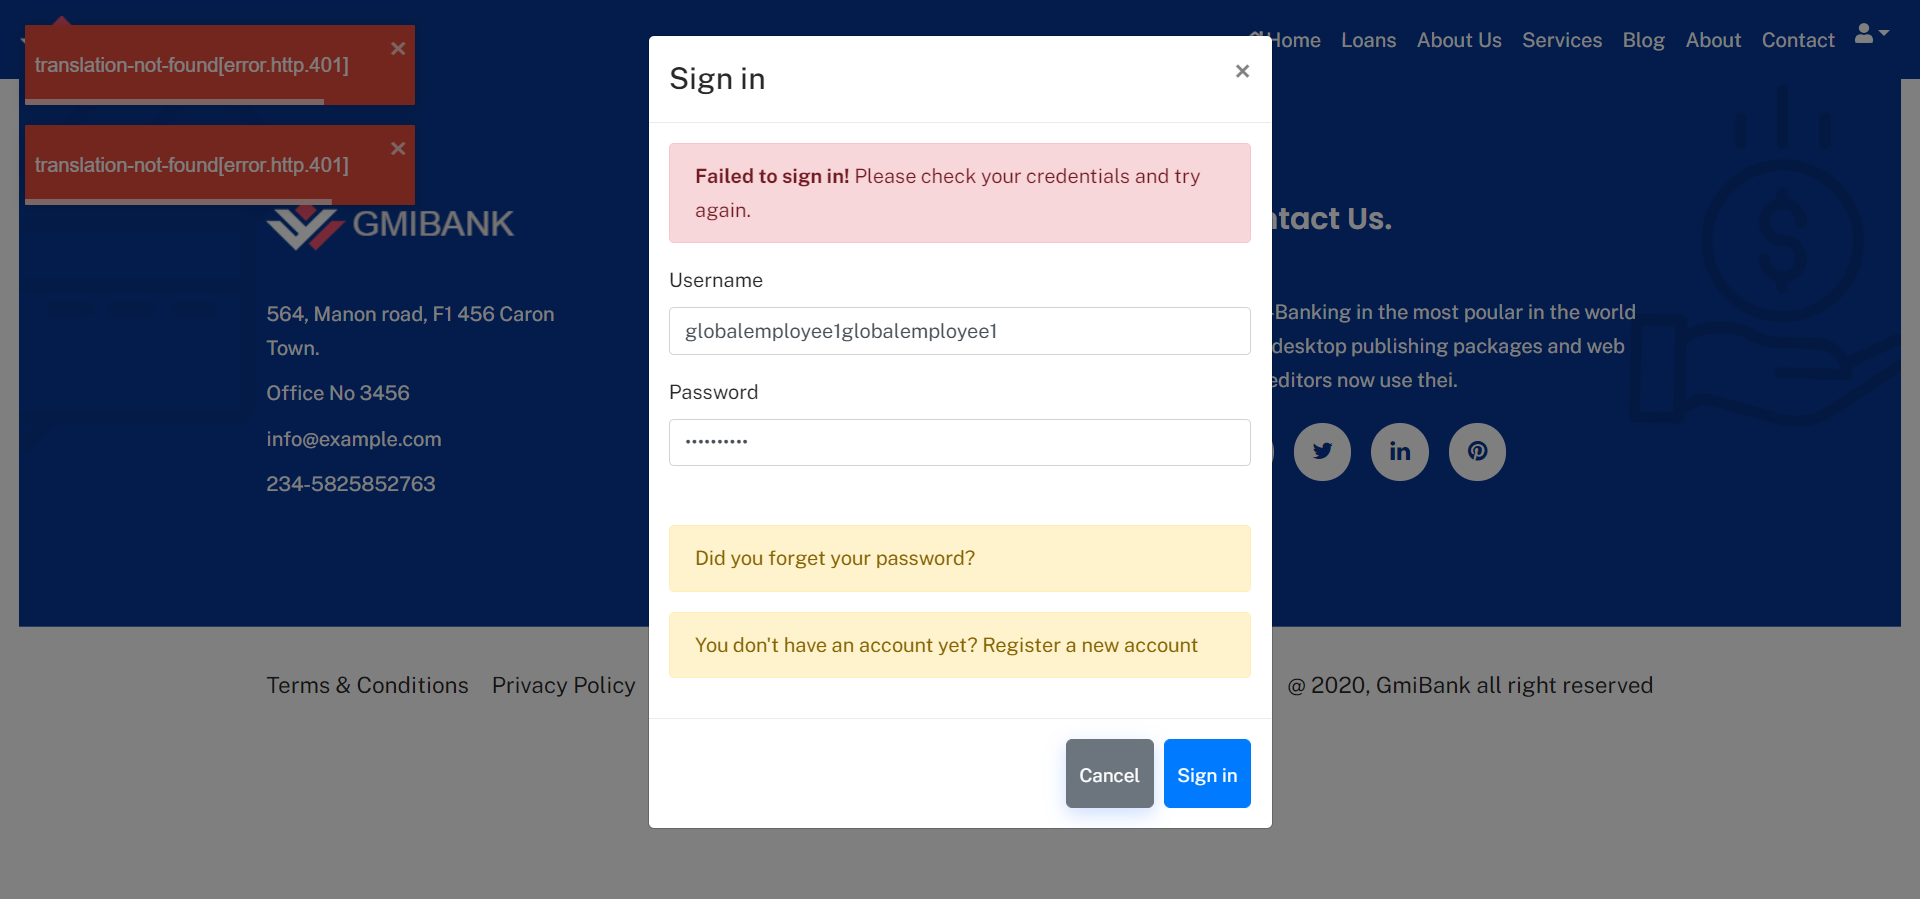 translation-not-found[error.http.401]
×
translation-not-found[error.http.401]
×
Home Loans About Us Services Blog About Contact
GMIBANK
564, Manon road, F1 456 Caron
Town.
Office No 3456
info@example.com
234-5825852763
Sign in
×
Failed to sign in! Please check your credentials and try
again.
Username
globalemployee1globalemployee1
Password
••••••••••
Did you forget your password?
You don't have an account yet? Register a new account
Cancel Sign in
ntact Us.
-Banking in the most poular in the world
desktop publishing packages and web
editors now use thei.
Terms & Conditions Privacy Policy
@ 2020, GmiBank all right reserved